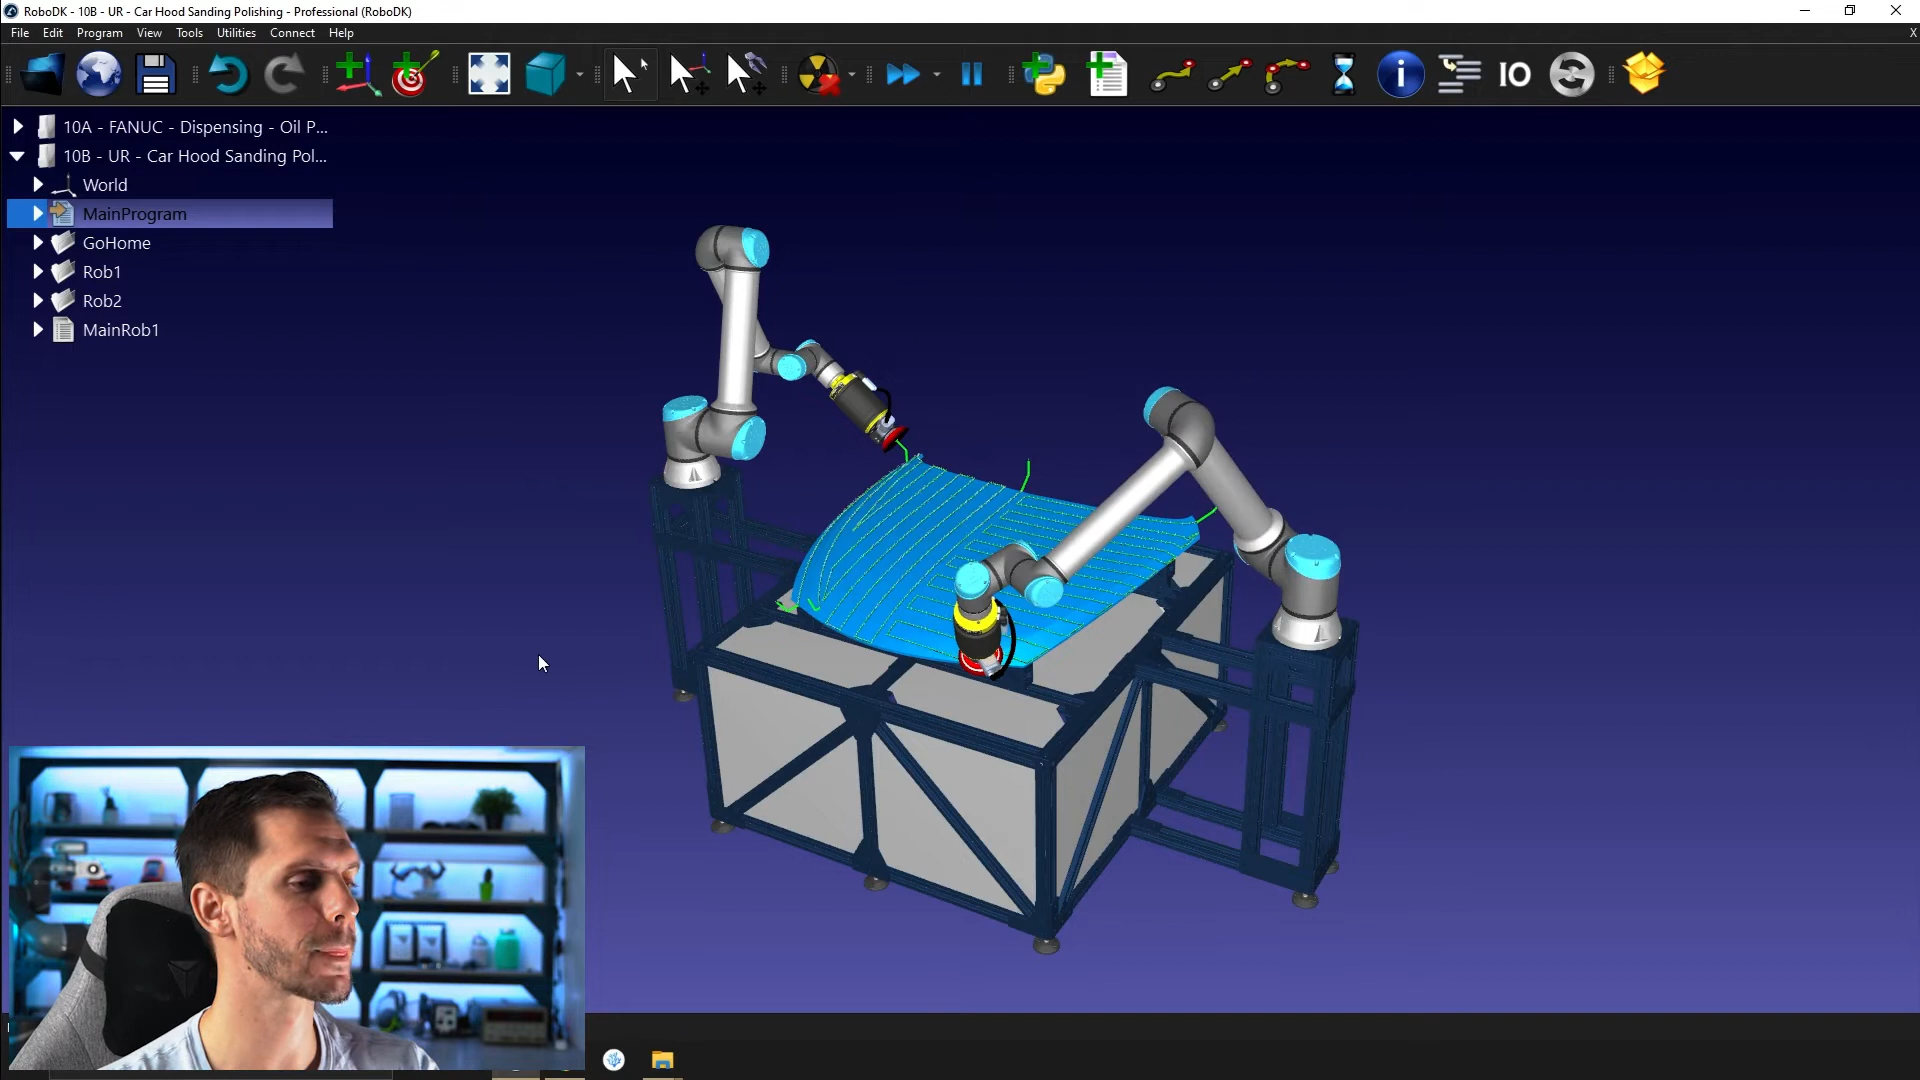 RoboDK - 10B - UR - Car Hood Sanding Polishing - Professional (RoboDK)
File Edit Program View Tools Utilities Connect Help
X
IO
10A - FANUC - Dispensing - Oil P...
10B - UR - Car Hood Sanding Pol...
World
MainProgram
GoHome
Rob1
Rob2
MainRob1